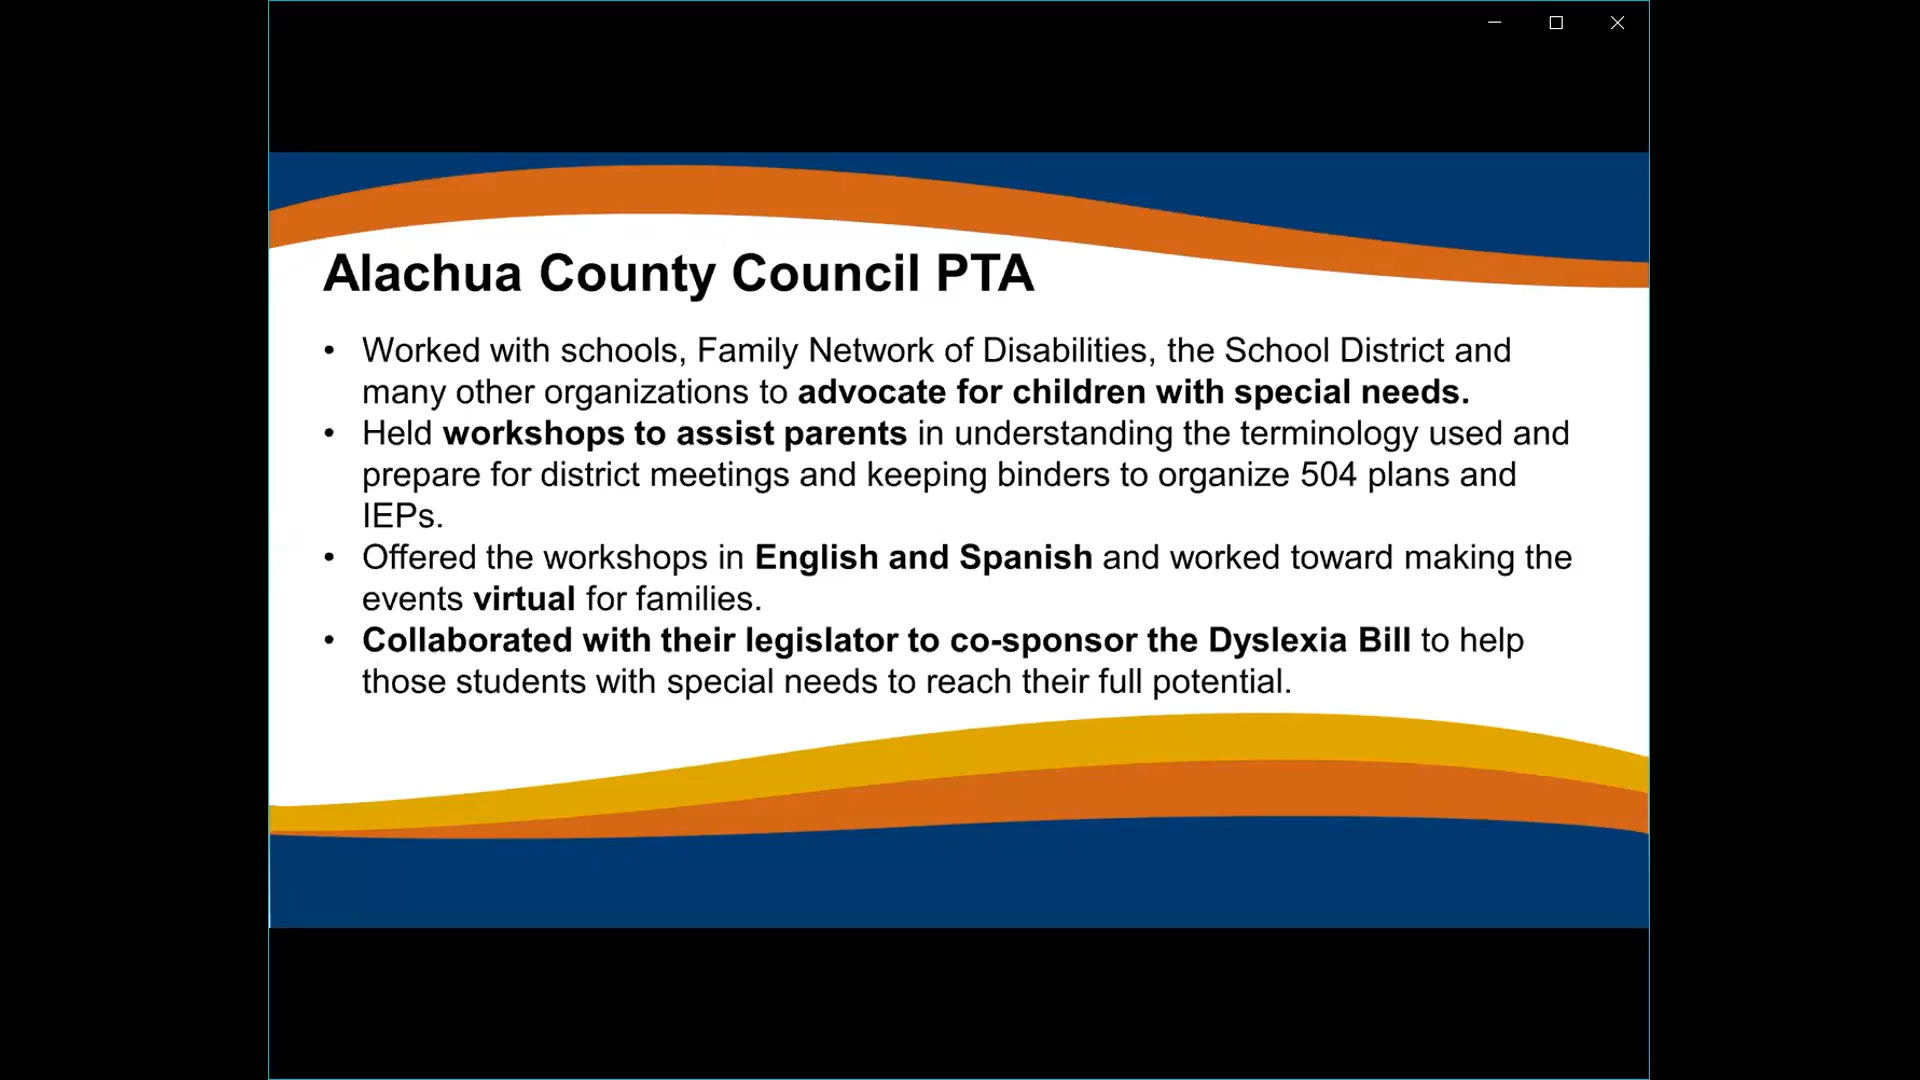 Alachua County Council PTA
• Worked with schools, Family Network of Disabilities, the School District and
many other organizations to advocate for children with special needs.
• Held workshops to assist parents in understanding the terminology used and
prepare for district meetings and keeping binders to organize 504 plans and
IEPs.
• Offered the workshops in English and Spanish and worked toward making the
events virtual for families.
• Collaborated with their legislator to co-sponsor the Dyslexia Bill to help
those students with special needs to reach their full potential.